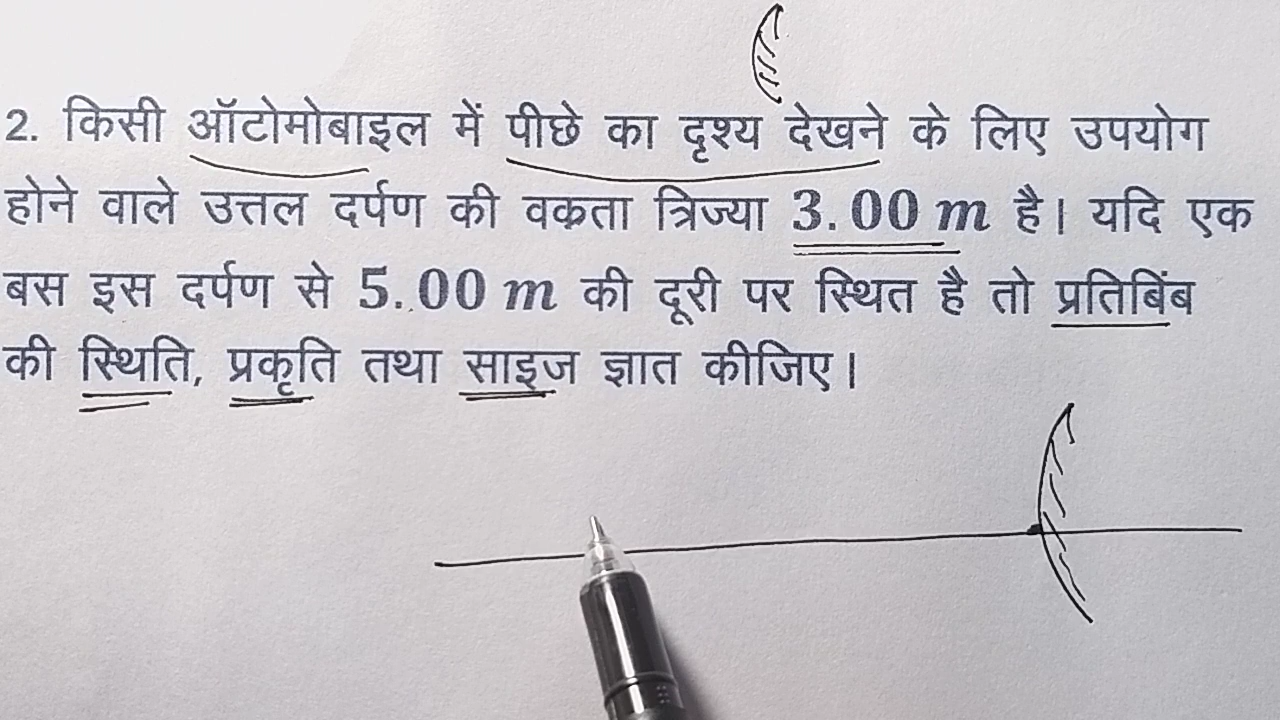 2. किसी ऑटोमोबाइल में पीछे का दृश्य देखने के लिए उपयोग
होने वाले उत्तल दर्पण की वक्रता त्रिज्या 3.00 m है। यदि एक
बस इस दर्पण से 5.00 m की दूरी पर स्थित है तो प्रतिबिंब
की स्थिति, प्रकृति तथा साइज ज्ञात कीजिए।